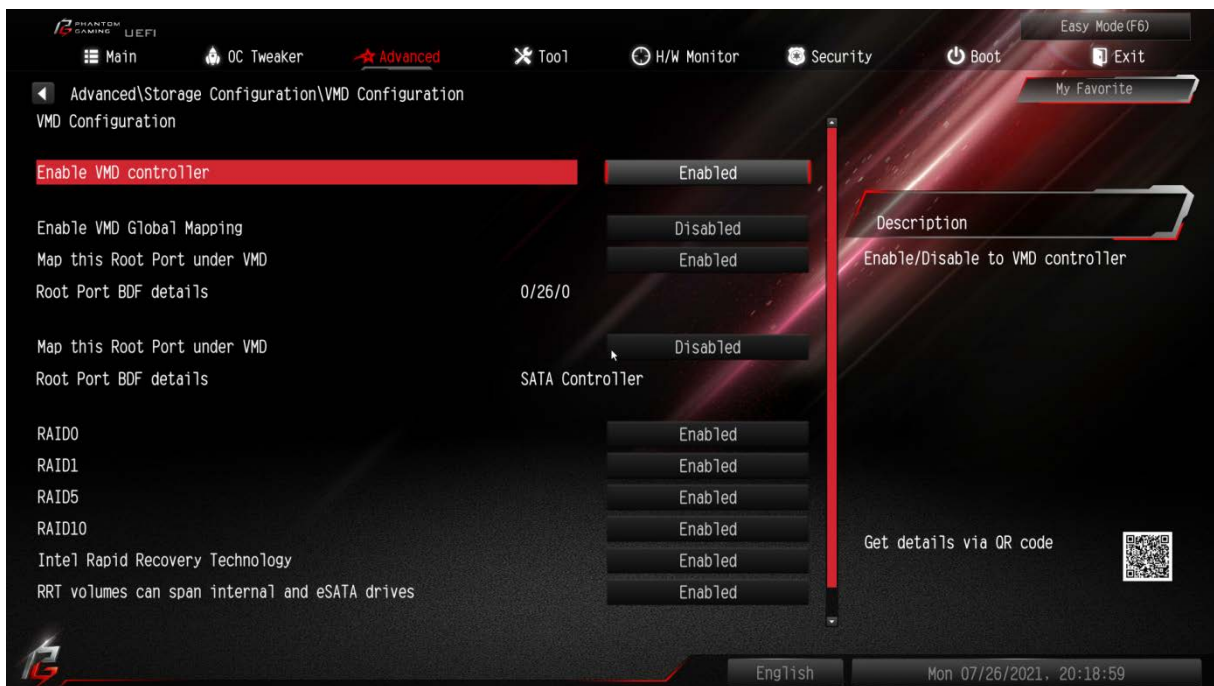 PHANTOM GAMING UEFI
Easy Mode(F6)
Main OC Tweaker Advanced Tool H/W Monitor Security Boot Exit
Advanced\Storage Configuration\VMD Configuration
My Favorite
VMD Configuration
Enable VMD controller Enabled
Enable VMD Global Mapping Disabled
Map this Root Port under VMD Enabled
Root Port BDF details 0/26/0
Map this Root Port under VMD Disabled
Root Port BDF details SATA Controller
RAID0 Enabled
RAID1 Enabled
RAID5 Enabled
RAID10 Enabled
Intel Rapid Recovery Technology Enabled
RRT volumes can span internal and eSATA drives Enabled
Description
Enable/Disable to VMD controller
Get details via QR code
English
Mon 07/26/2021, 20:18:59